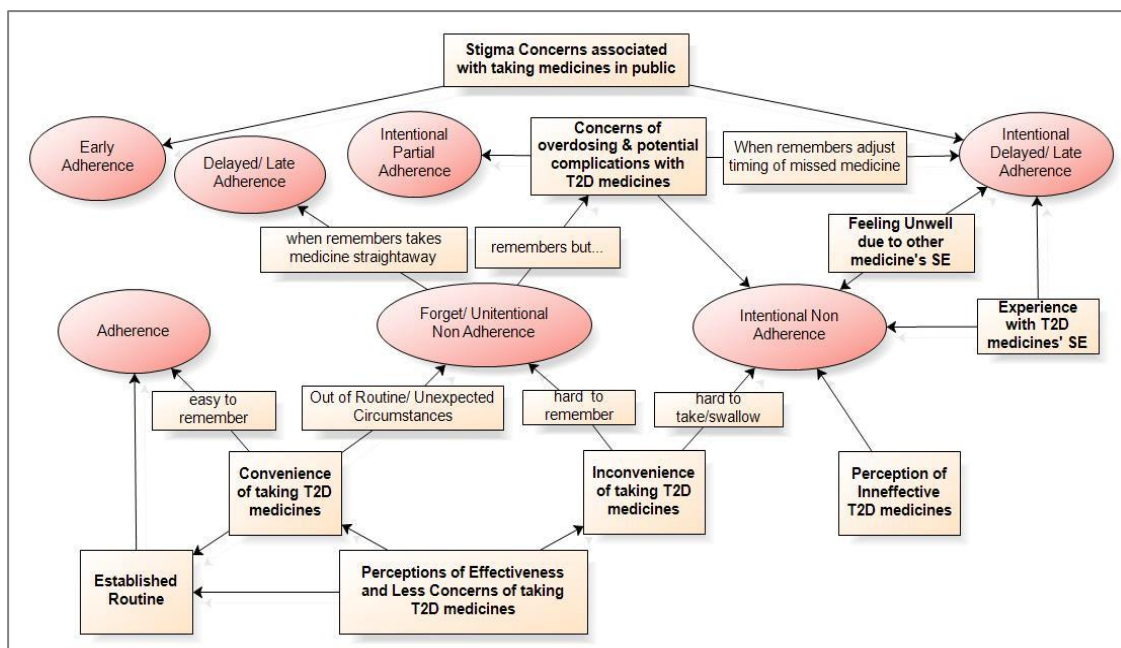 Stigma Concerns associated
with taking medicines in public
Early
Adherence
Delayed/ Late
Adherence
Intentional
Partial
Adherence
Concerns of
overdosing & potential
complications with
T2D medicines
When remembers adjust
timing of missed medicine
Intentional
Delayed/ Late
Adherence
when remembers takes
medicine straightaway
remembers but...
Feeling Unwell
due to other
medicine's SE
Adherence
Forget/ Unitentional
Non Adherence
Intentional Non
Adherence
Experience
with T2D
medicines' SE
easy to
remember
Out of Routine/ Unexpected
Circumstances
hard to
remember
hard to
take/swallow
Convenience
of taking T2D
medicines
Inconvenience
of taking T2D
medicines
Perception of
Inneffective
T2D medicines
Established
Routine
Perceptions of Effectiveness
and Less Concerns of taking
T2D medicines